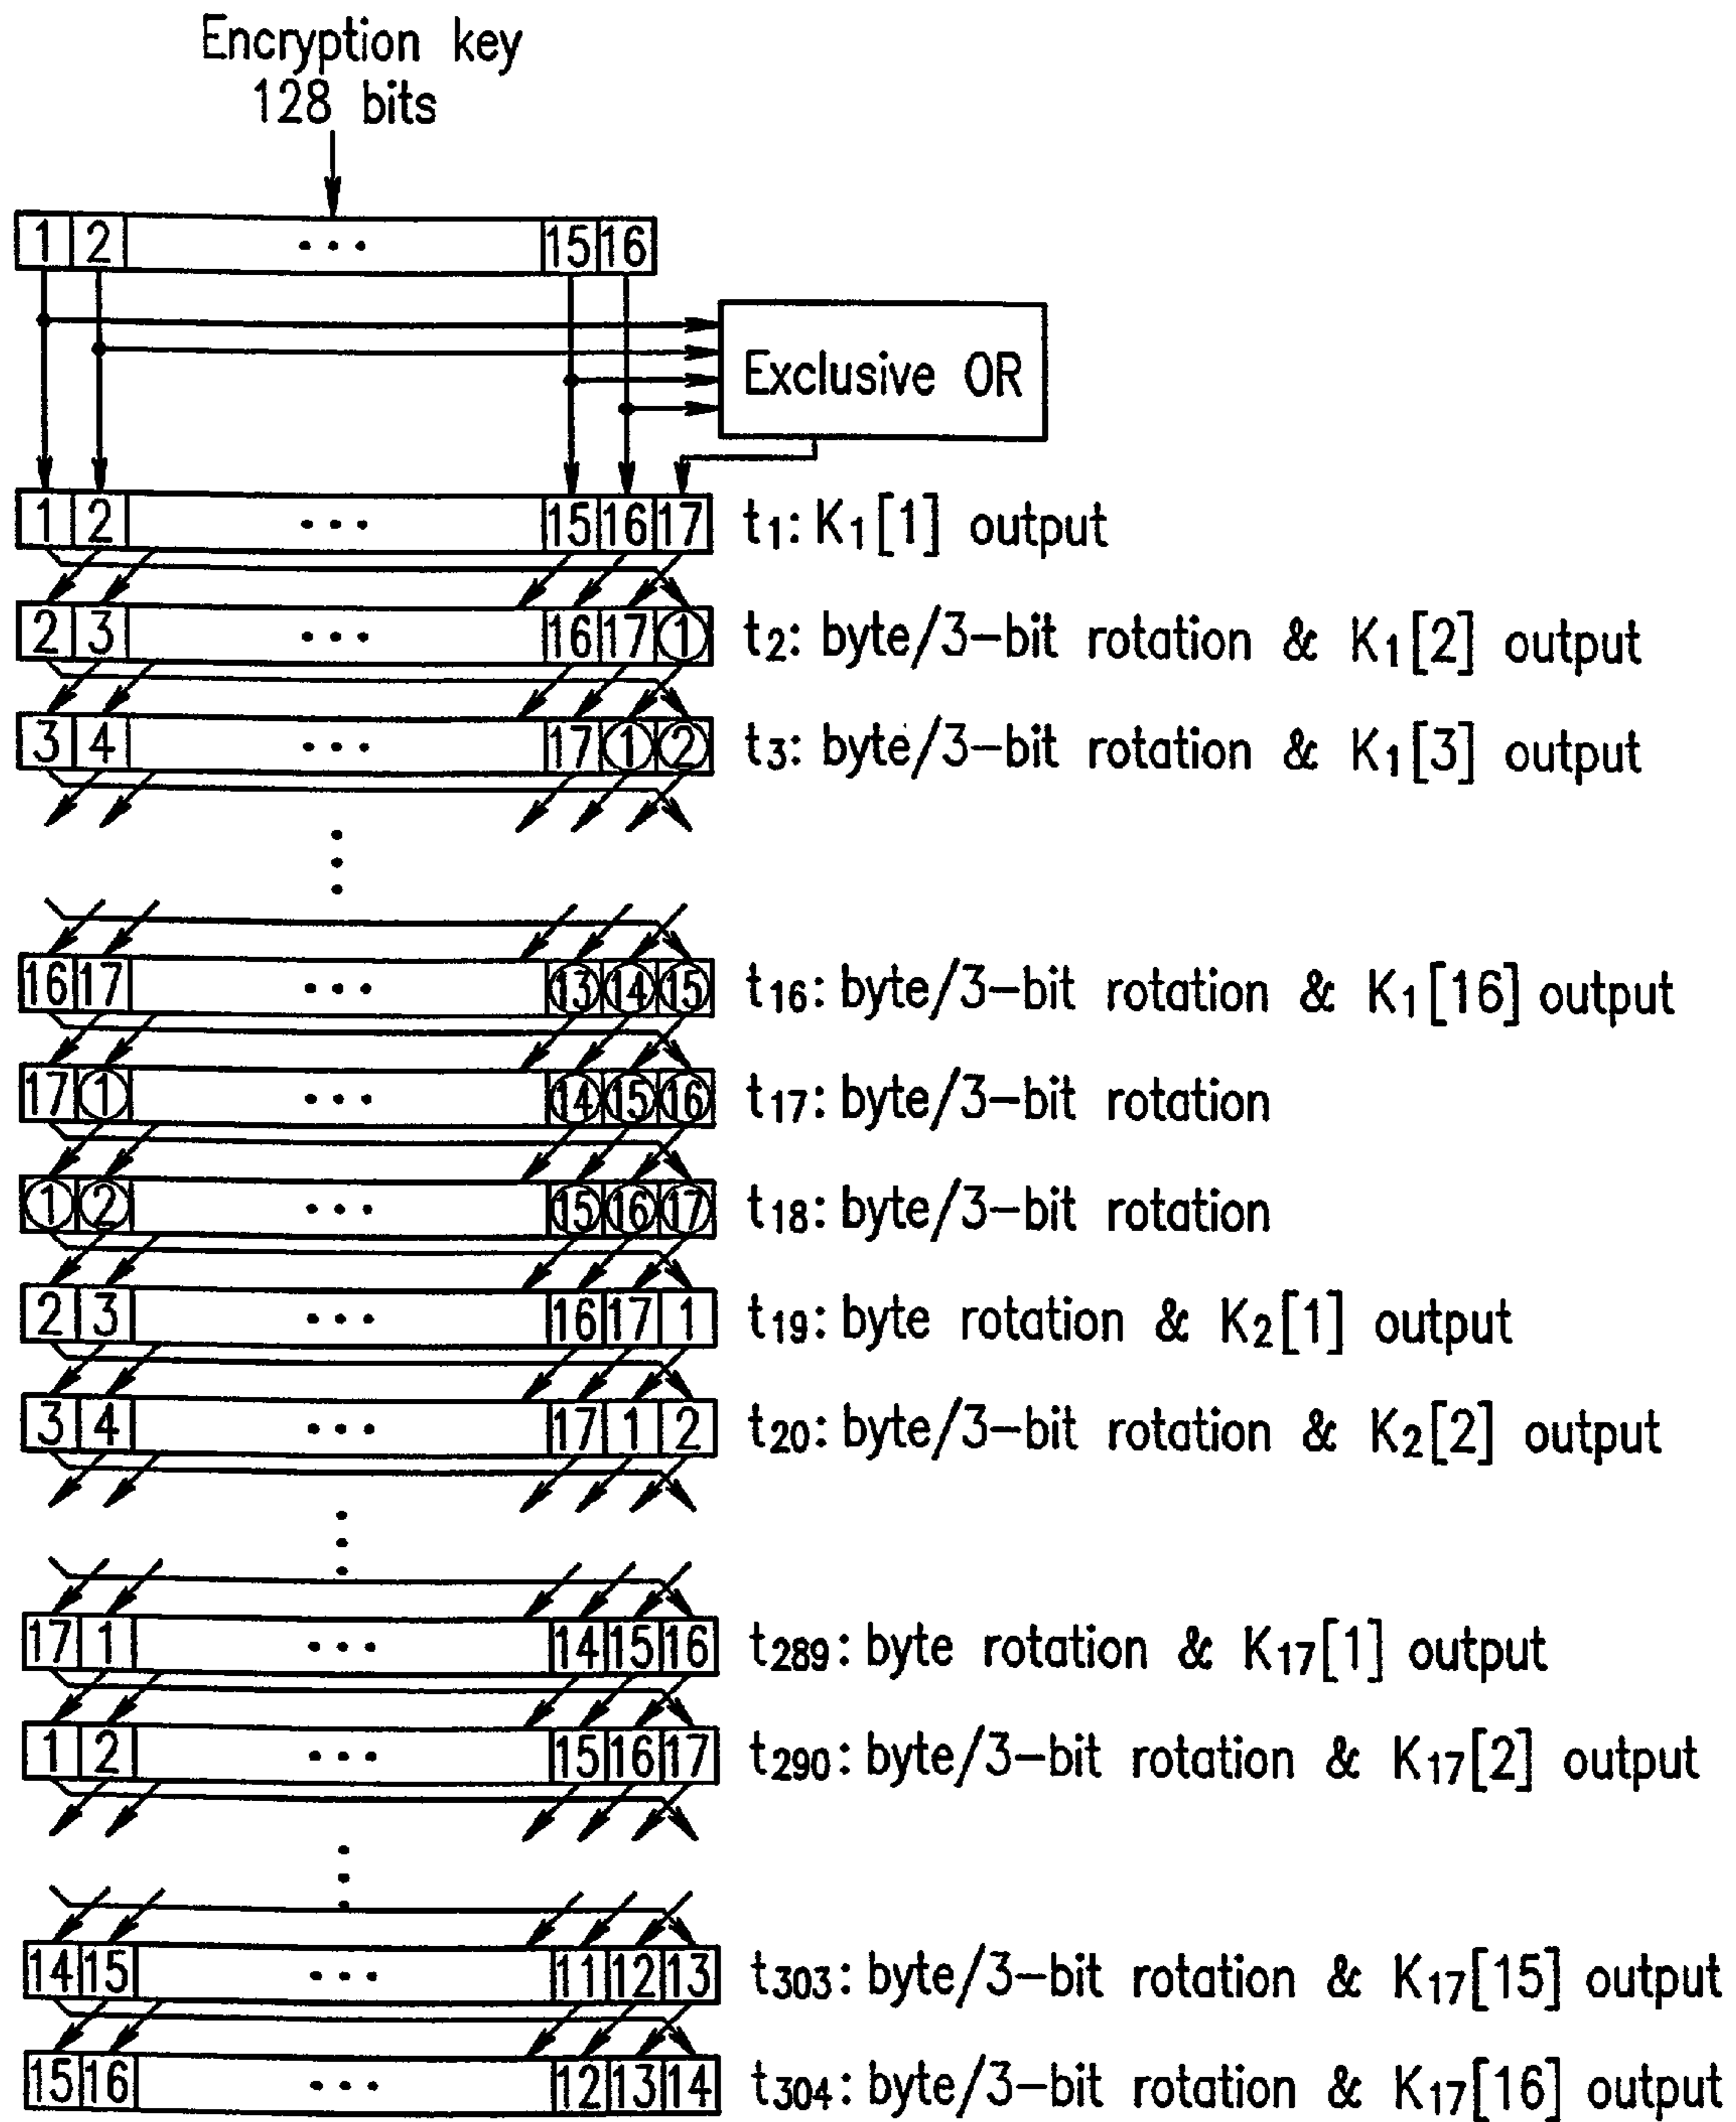 Encryption key
128 bits
1 2 ••• 15 16
Exclusive OR
1 2 ••• 15 16 17 t1: K1[1] output
2 3 ••• 16 17 ① t2: byte/3-bit rotation & K1[2] output
3 4 ••• 17 ① ② t3: byte/3-bit rotation & K1[3] output
16 17 ••• ⑬ ⑭ ⑮ t16: byte/3-bit rotation & K1[16] output
17 ① ••• ⑭ ⑮ ⑯ t17: byte/3-bit rotation
① ② ••• ⑮ ⑯ ⑰ t18: byte/3-bit rotation
2 3 ••• 16 17 1 t19: byte rotation & K2[1] output
3 4 ••• 17 1 2 t20: byte/3-bit rotation & K2[2] output
17 1 ••• 14 15 16 t289: byte rotation & K17[1] output
1 2 ••• 15 16 17 t290: byte/3-bit rotation & K17[2] output
14 15 ••• 11 12 13 t303: byte/3-bit rotation & K17[15] output
15 16 ••• 12 13 14 t304: byte/3-bit rotation & K17[16] output